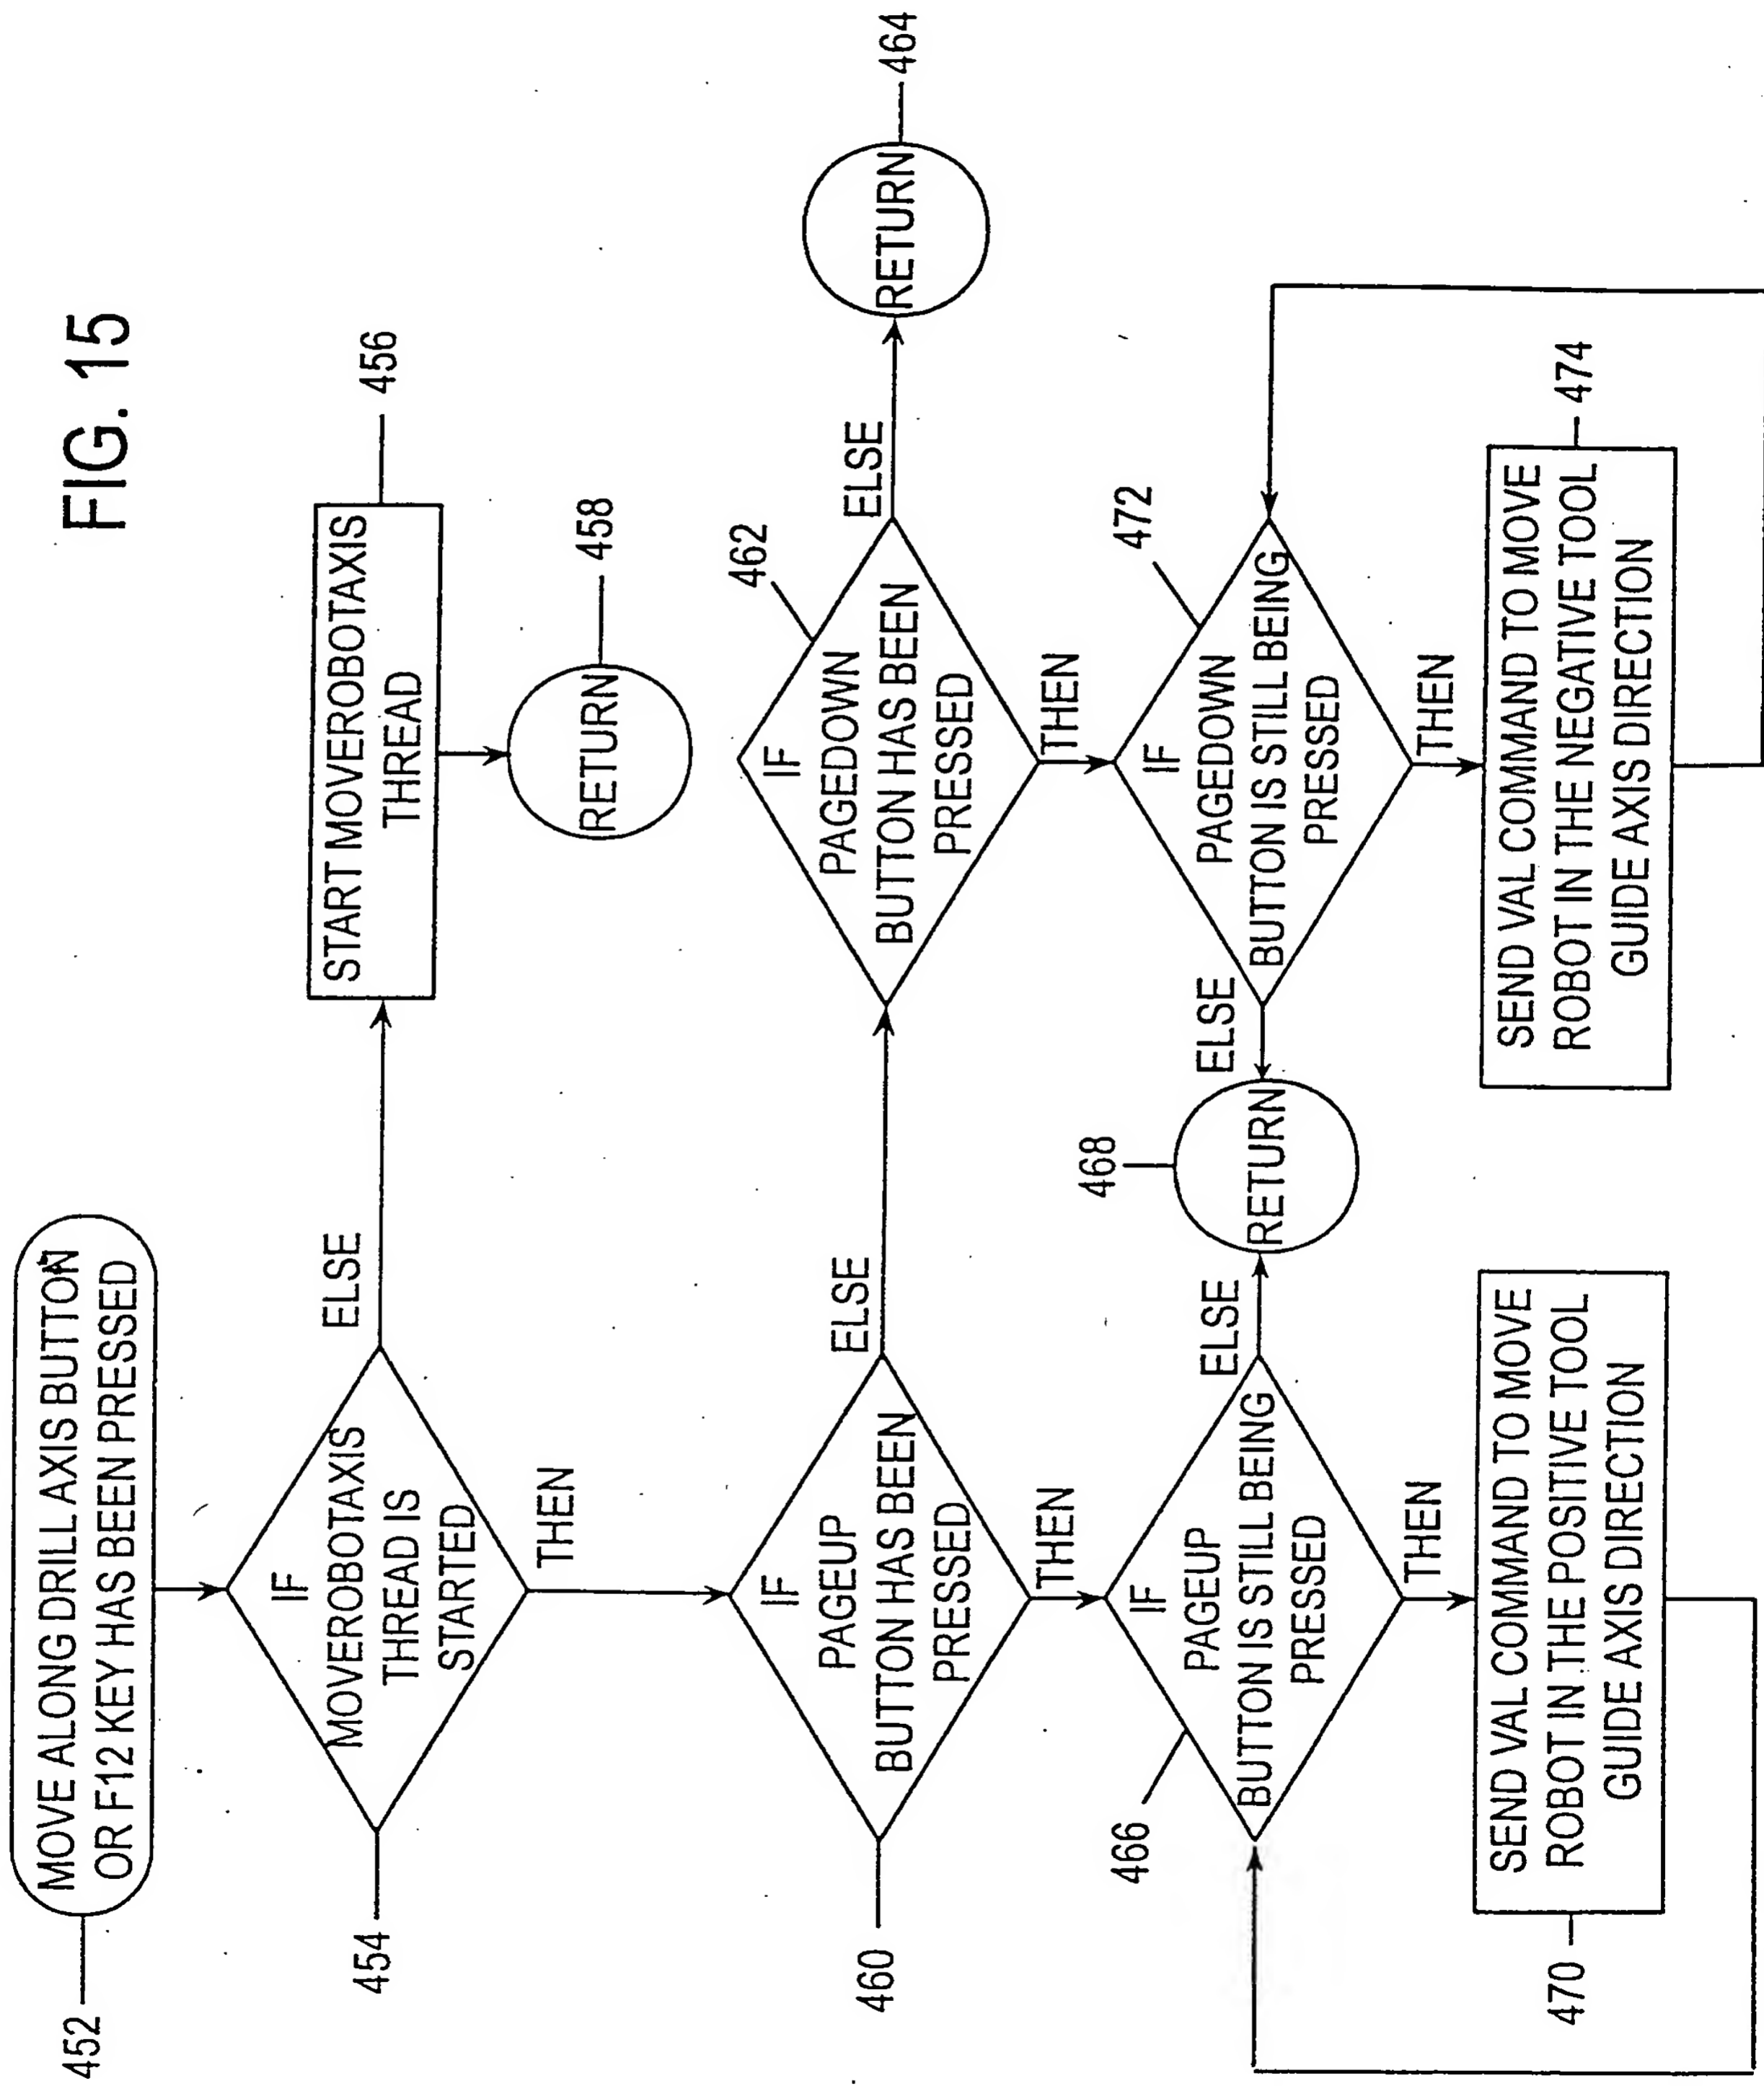 FIG. 15
452
MOVE ALONG DRILL AXIS BUTTON
OR F12 KEY HAS BEEN PRESSED
454
IF
MOVEROBOTAXIS
THREAD IS
STARTED
ELSE
START MOVEROBOTAXIS
THREAD
456
RETURN
458
THEN
460
IF
PAGEUP
BUTTON HAS BEEN
PRESSED
ELSE
462
IF
PAGEDOWN
BUTTON HAS BEEN
PRESSED
ELSE
RETURN
464
THEN
THEN
466
IF
PAGEUP
BUTTON IS STILL BEING
PRESSED
ELSE
468
RETURN
ELSE
472
IF
PAGEDOWN
BUTTON IS STILL BEING
PRESSED
THEN
THEN
470
SEND VAL COMMAND TO MOVE
ROBOT IN THE POSITIVE TOOL
GUIDE AXIS DIRECTION
SEND VAL COMMAND TO MOVE
ROBOT IN THE NEGATIVE TOOL
GUIDE AXIS DIRECTION
474